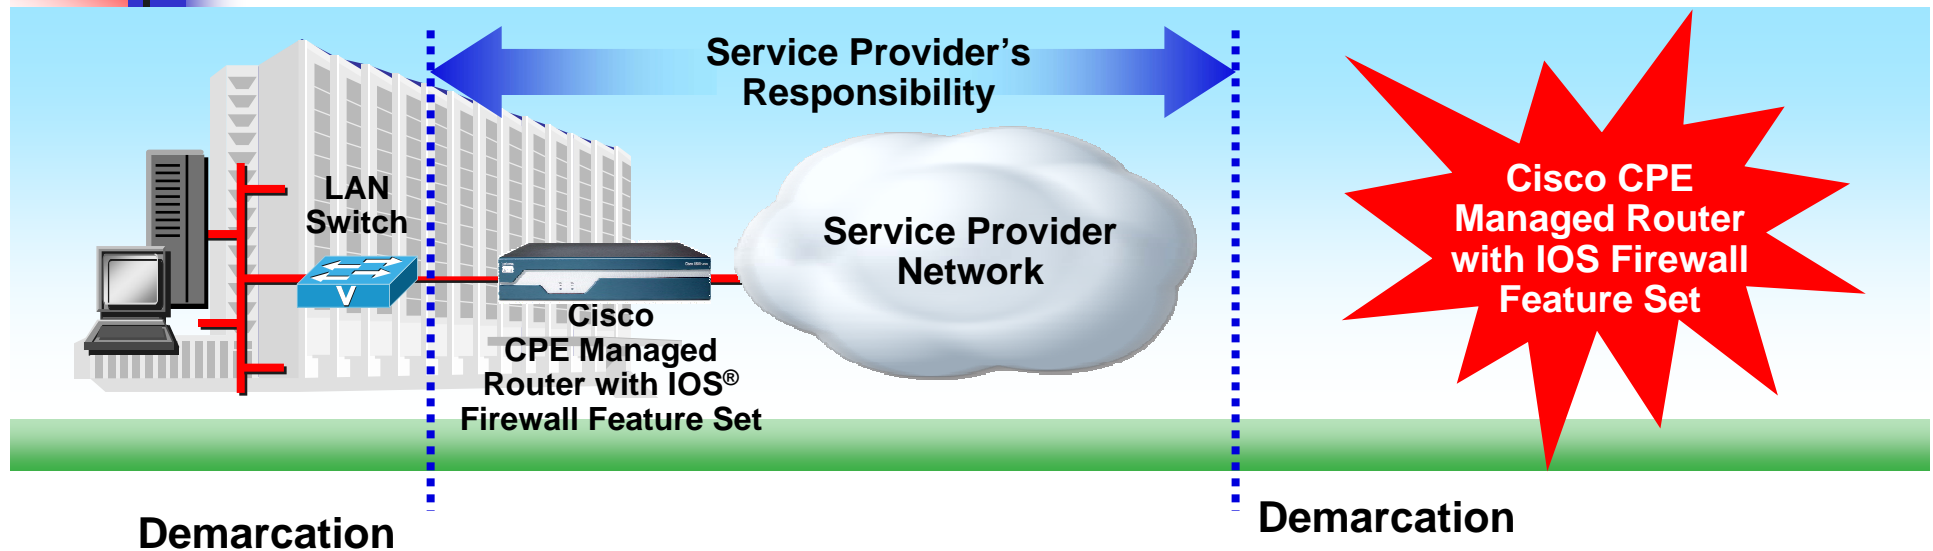 Service Provider’s
Responsibility
LAN
Switch
V
Service Provider
Network
Cisco
CPE Managed
Router with IOS®
Firewall Feature Set
Cisco CPE
Managed Router
with IOS Firewall
Feature Set
Demarcation
Demarcation